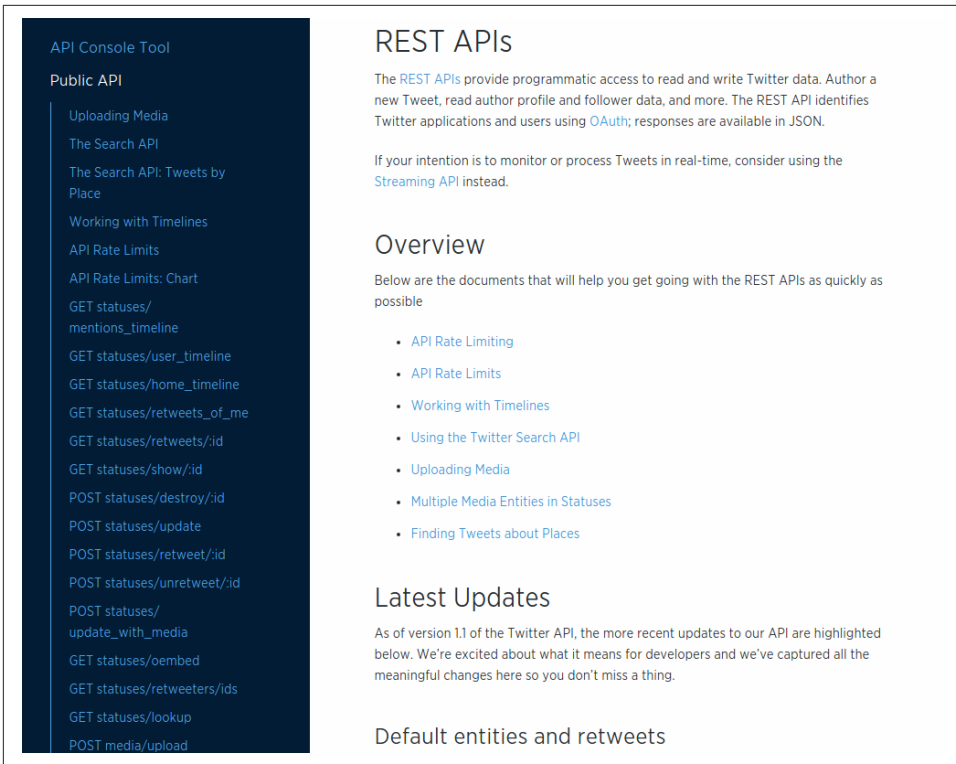 API Console Tool
Public API
Uploading Media
The Search API
The Search API: Tweets by
Place
Working with Timelines
API Rate Limits
API Rate Limits: Chart
GET statuses/
mentions_timeline
GET statuses/user_timeline
GET statuses/home_timeline
GET statuses/retweets_of_me
GET statuses/retweets/:id
GET statuses/show/:id
POST statuses/destroy/:id
POST statuses/update
POST statuses/retweet/:id
POST statuses/unretweet/:id
POST statuses/
update_with_media
GET statuses/oembed
GET statuses/retweeters/ids
GET statuses/lookup
POST media/upload
REST APIs
The REST APIs provide programmatic access to read and write Twitter data. Author a
new Tweet, read author profile and follower data, and more. The REST API identifies
Twitter applications and users using OAuth; responses are available in JSON.
If your intention is to monitor or process Tweets in real-time, consider using the
Streaming API instead.
Overview
Below are the documents that will help you get going with the REST APIs as quickly as
possible
• API Rate Limiting
• API Rate Limits
• Working with Timelines
• Using the Twitter Search API
• Uploading Media
• Multiple Media Entities in Statuses
• Finding Tweets about Places
Latest Updates
As of version 1.1 of the Twitter API, the more recent updates to our API are highlighted
below. We're excited about what it means for developers and we've captured all the
meaningful changes here so you don't miss a thing.
Default entities and retweets